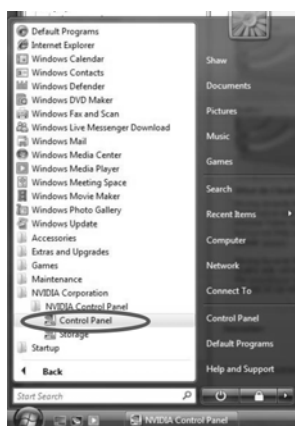 Default Programs
Internet Explorer
Windows Calendar
Windows Contacts
Windows Defender
Windows DVD Maker
Windows Fax and Scan
Windows Live Messenger Download
Windows Mail
Windows Media Center
Windows Media Player
Windows Meeting Space
Windows Movie Maker
Windows Photo Gallery
Windows Update
Accessories
Extras and Upgrades
Games
Maintenance
NVIDIA Corporation
NVIDIA Control Panel
Control Panel
Storage
Startup
Back
Start Search
Shaw
Documents
Pictures
Music
Games
Search
Recent Items
Computer
Network
Connect To
Control Panel
Default Programs
Help and Support
NVIDIA Control Panel